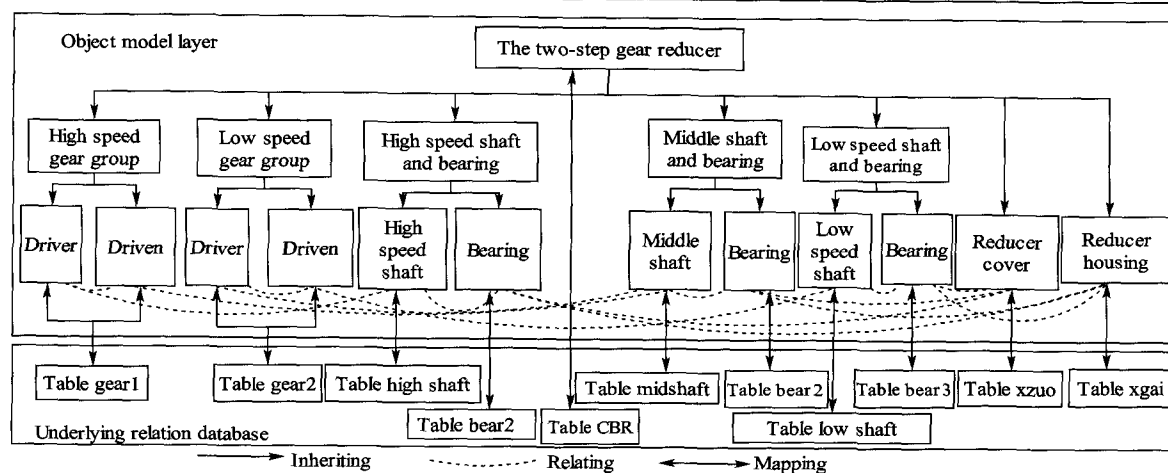 Object model layer
The two-step gear reducer
High speed
gear group
Low speed
gear group
High speed shaft
and bearing
Middle shaft
and bearing
Low speed shaft
and bearing
Driver
Driven
Driver
Driven
High
speed
shaft
Bearing
Middle
shaft
Bearing
Low
speed
shaft
Bearing
Reducer
cover
Reducer
housing
Table gear1
Table gear2
Table high shaft
Table bear2
Table CBR
Table midshaft
Table bear2
Table low shaft
Table bear3
Table xzuo
Table xgai
Underlying relation database
Inheriting
Relating
Mapping